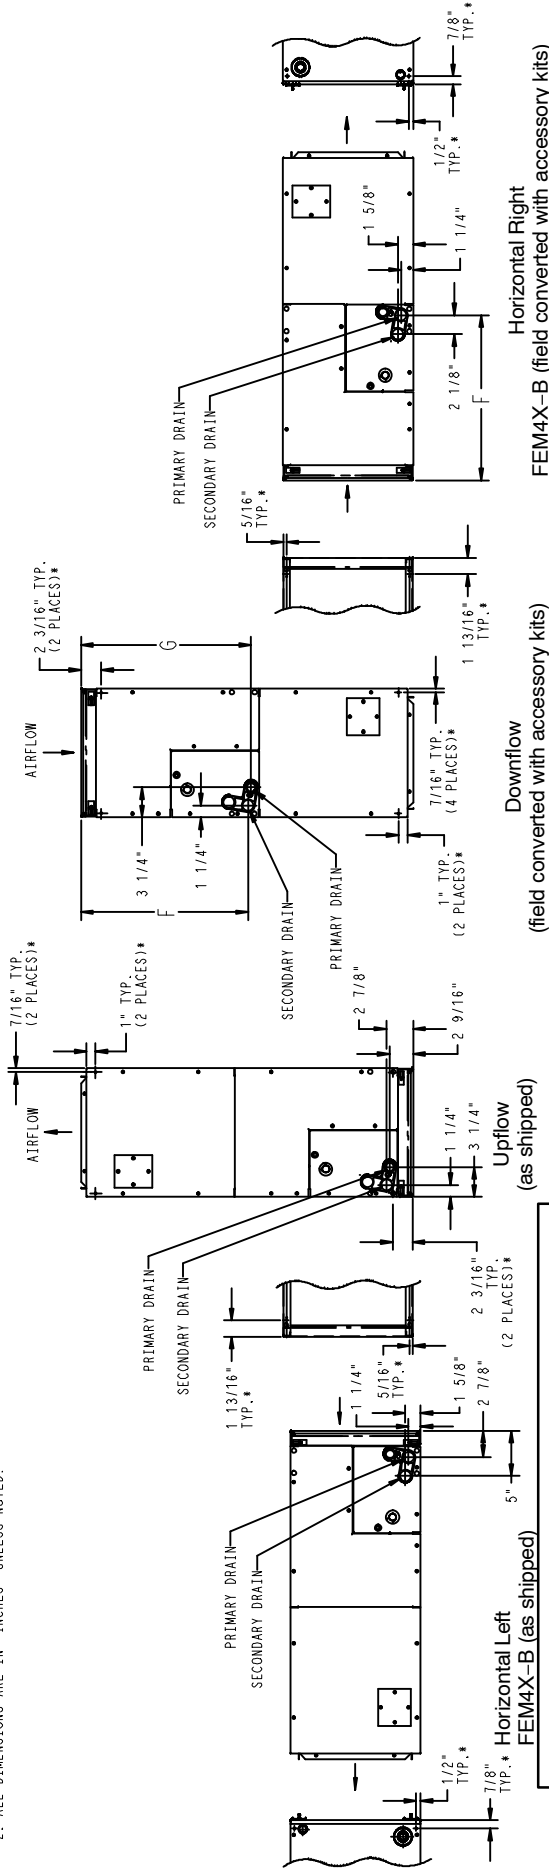 2. ALL DIMENSIONS ARE IN "INCHES" UNLESS NOTED.
1/2"
TYP.*
7/8"
TYP.*
PRIMARY DRAIN
SECONDARY DRAIN
1 1/4"
5/16"
TYP.*
1 5/8"
2 7/8"
5"
1 13/16"
TYP.*
Horizontal Left
FEM4X-B (as shipped)
PRIMARY DRAIN
SECONDARY DRAIN
AIRFLOW
7/16" TYP.
(2 PLACES)*
1" TYP.
(2 PLACES)*
2 7/8"
2 9/16"
1 1/4"
3 1/4"
2 3/16"
TYP.
(2 PLACES)*
Upflow
(as shipped)
AIRFLOW
2 3/16" TYP.
(2 PLACES)*
F
G
3 1/4"
1 1/4"
SECONDARY DRAIN
PRIMARY DRAIN
7/16" TYP.
(4 PLACES)*
1" TYP.
(2 PLACES)*
Downflow
(field converted with accessory kits)
5/16"
TYP.*
1 13/16"
TYP.*
PRIMARY DRAIN
SECONDARY DRAIN
1 5/8"
1 1/4"
2 1/8"
F
1/2"
TYP.*
7/8"
TYP.*
Horizontal Right
FEM4X-B (field converted with accessory kits)